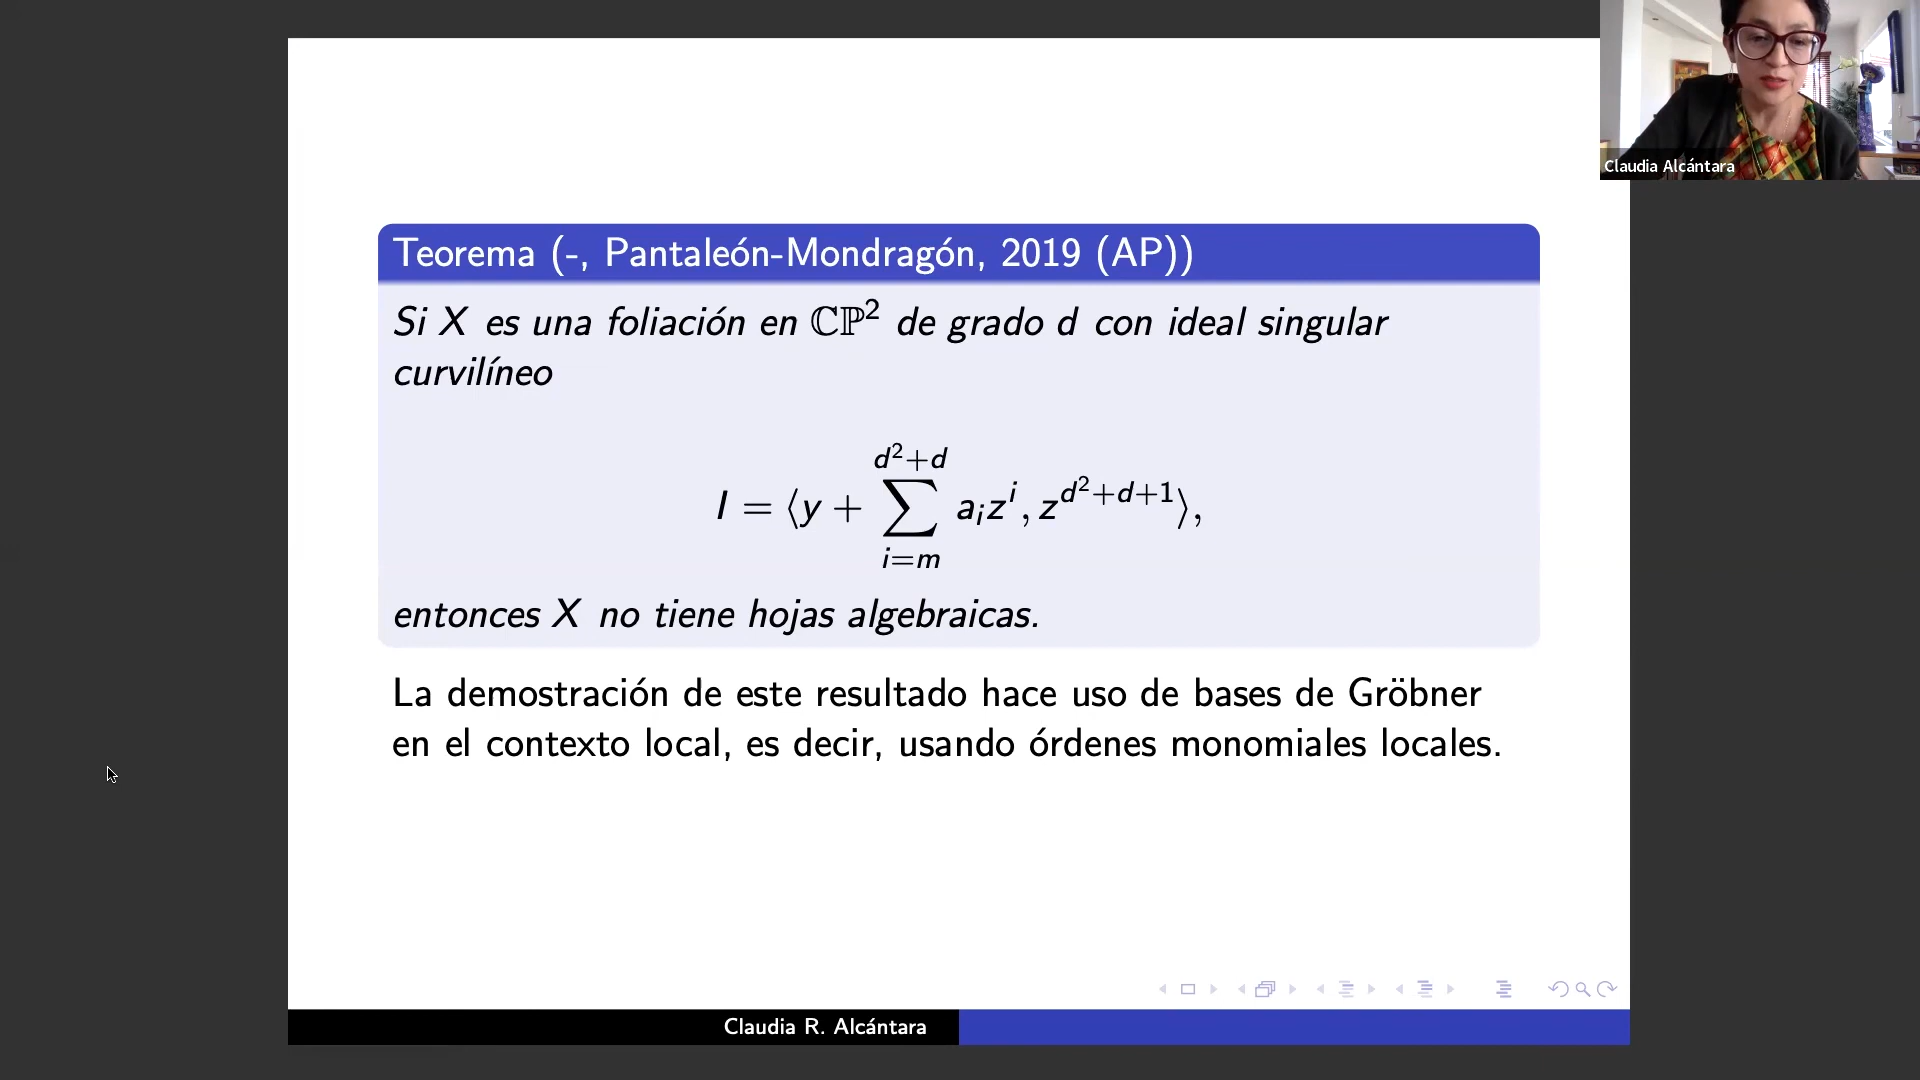 Claudia Alcántara
Teorema (-, Pantaleón-Mondragón, 2019 (AP))
Si X es una foliación en ℂℙ² de grado d con ideal singular
curvilíneo
I = ⟨y + ∑_{i=m}^{d²+d} a_i z^i, z^{d²+d+1}⟩,
entonces X no tiene hojas algebraicas.
La demostración de este resultado hace uso de bases de Gröbner
en el contexto local, es decir, usando órdenes monomiales locales.
Claudia R. Alcántara